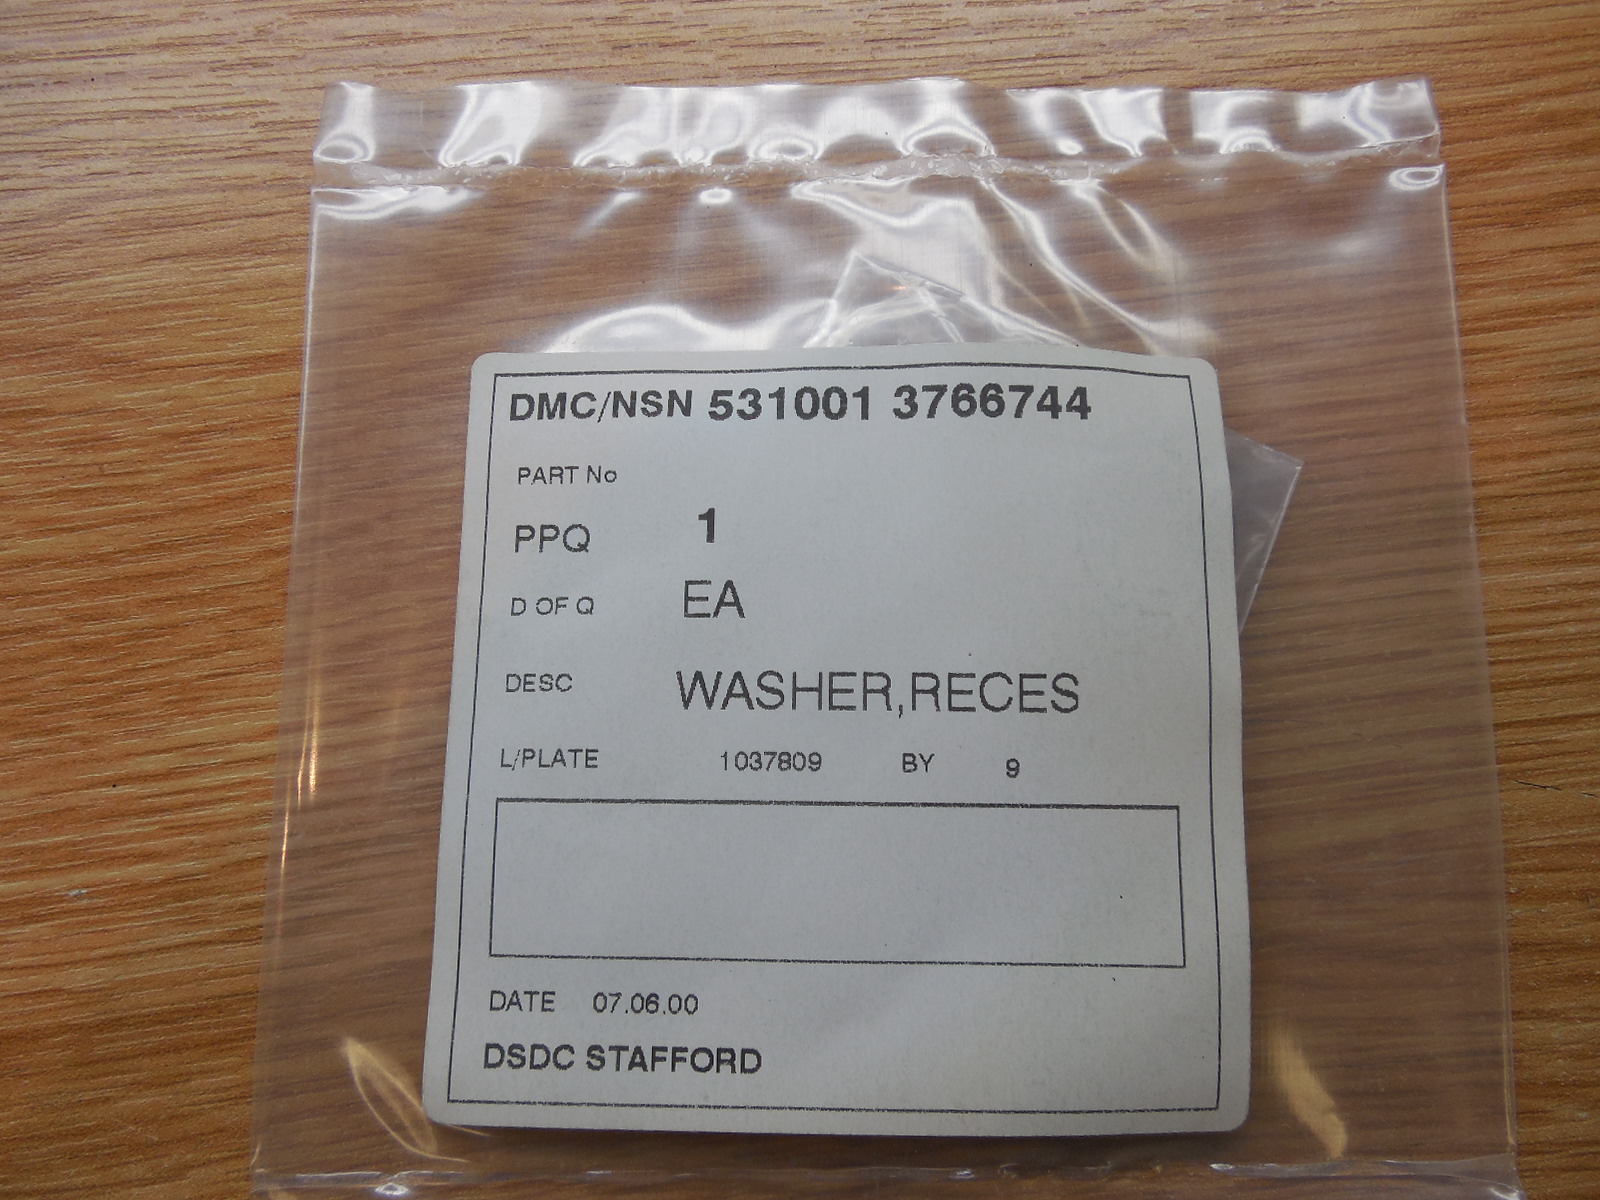 DMC/NSN 531001 3766744
PART No
PPQ 1
D OF Q EA
DESC WASHER,RECES
L/PLATE 1037809 BY 9
DATE 07.06.00
DSDC STAFFORD